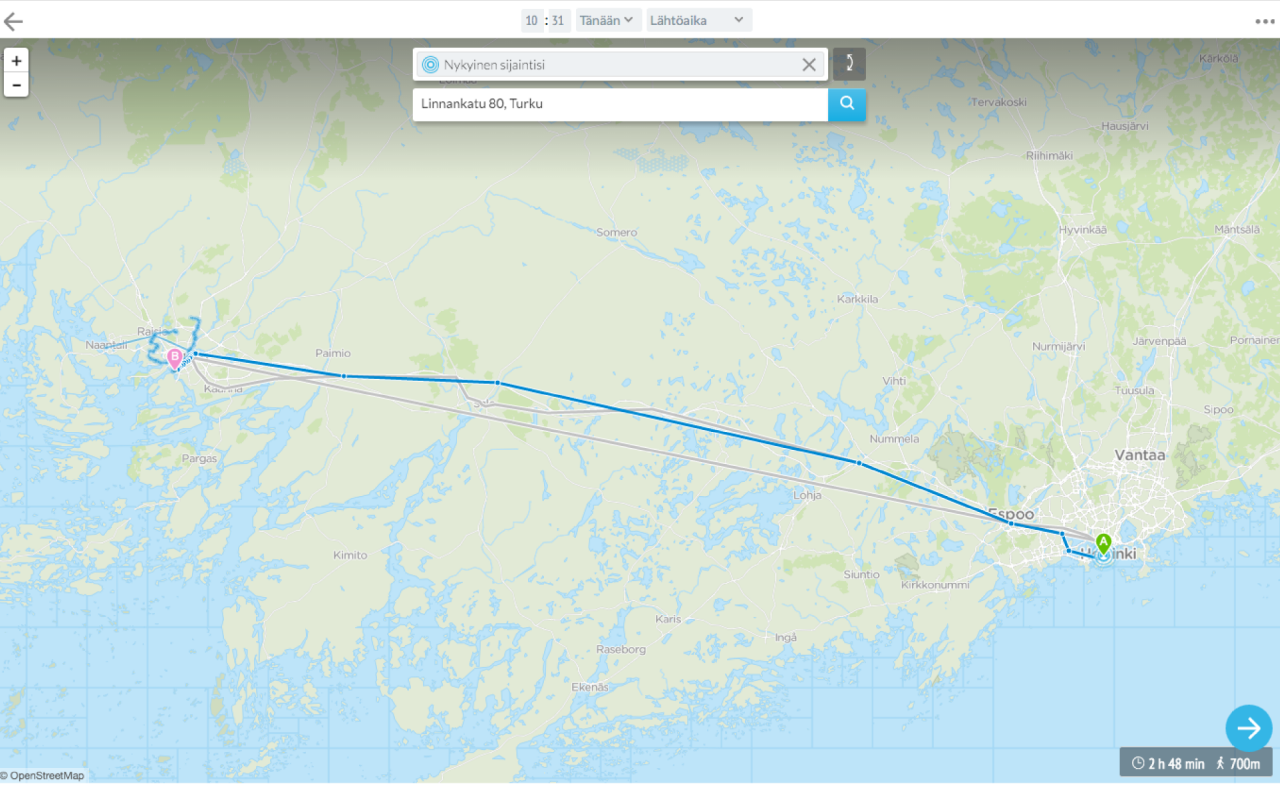 10 : 31 Tänään Lähtöaika
+
Nykyinen sijaintisi
-
Linnankatu 80, Turku
Kärkölä
Tervakoski
Hausjärvi
Riihimäki
Somero
Hyvinkää
Mäntsälä
Karkkila
Naantali
Paimio
Nurmijärvi
Järvenpää
Pornainen
Vihti
Tuusula
Sipoo
Nummela
Vantaa
Pargas
Lohja
Espoo
A
B
Kimito
Siuntio
Kirkkonummi
Karis
Ingå
Raseborg
Ekenäs
2 h 48 min 700m
© OpenStreetMap